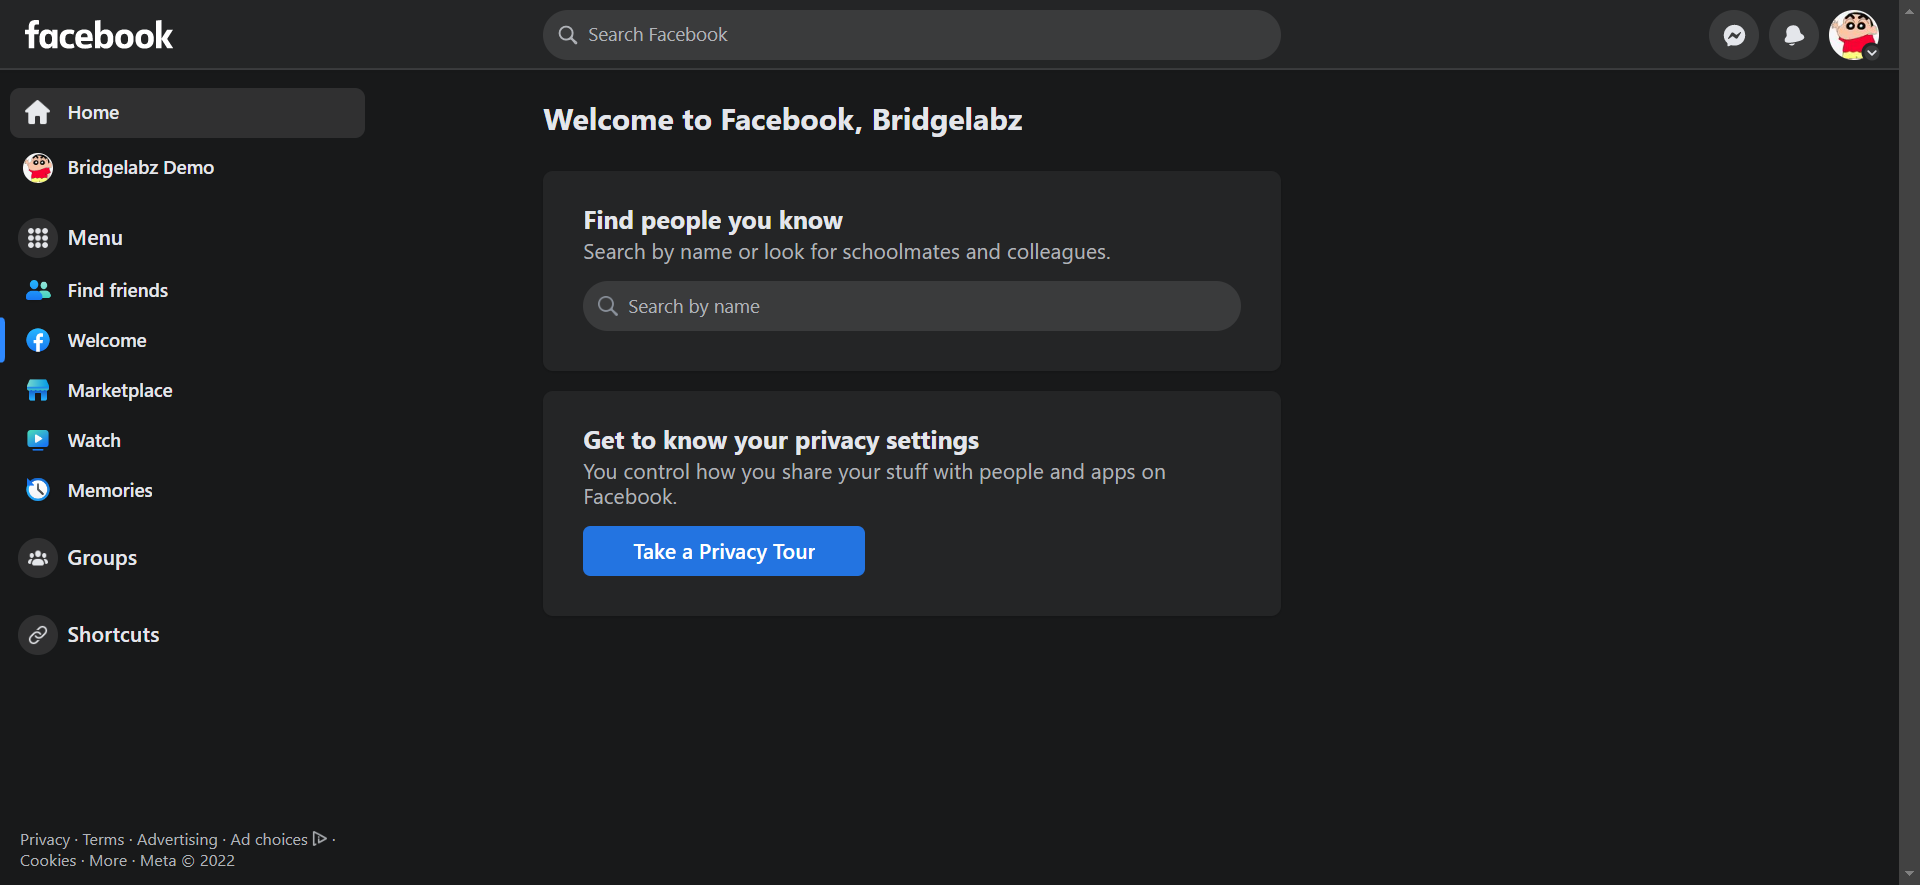 facebook
Search Facebook
Home
Bridgelabz Demo
Menu
Find friends
Welcome
Marketplace
Watch
Memories
Groups
Shortcuts
Privacy · Terms · Advertising · Ad choices ·
Cookies · More · Meta © 2022
Welcome to Facebook, Bridgelabz
Find people you know
Search by name or look for schoolmates and colleagues.
Search by name
Get to know your privacy settings
You control how you share your stuff with people and apps on
Facebook.
Take a Privacy Tour